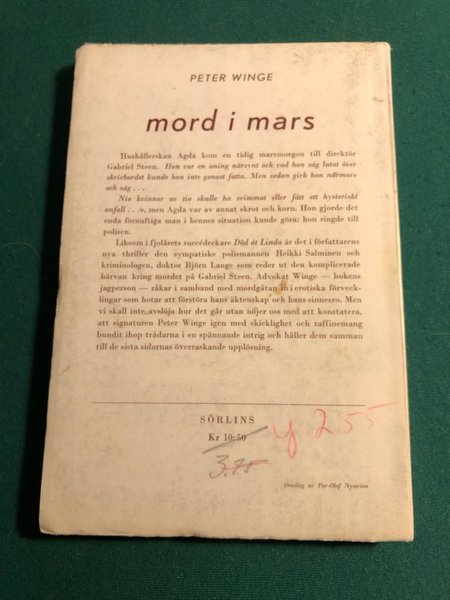 PETER WINGE
mord i mars
Hushållerskan Agda kom en tidig marsmorgon till direktör
Gabriel Steen. Hon var en aning närsynt och vad hon såg lutat över
skrivbordet kunde hon inte genast fatta. Men sedan gick hon närmare
och såg . . .
Nio kvinnor av tio skulle ha svimmat eller fått ett hysteriskt
anfall . . .», men Agda var av annat skrot och korn. Hon gjorde det
enda förnuftiga man i hennes situation kunde göra: hon ringde till
polisen.
Liksom i fjolårets succédeckare Död åt Linda är det i författarens
nya thriller den sympatiske polismannen Heikki Salminen och
kriminologen, doktor Björn Lange som reder ut den komplicerade
härvan kring mordet på Gabriel Steen. Advokat Winge — bokens
jagperson — råkar i samband med mordgåtan in i erotiska förveck-
lingar som hotar att förstöra hans äktenskap och hans sinnesro. Men
vi skall inte avslöja hur det går utan nöjer oss med att konstatera,
att signaturen Peter Winge igen med skicklighet och raffinemang
bundit ihop trådarna i en spännande intrig och håller dem samman
till de sista sidornas överraskande upplösning.
SÖRLINS
Kr 10:50
y 255
3.75
Omslag av Per-Olof Nyström